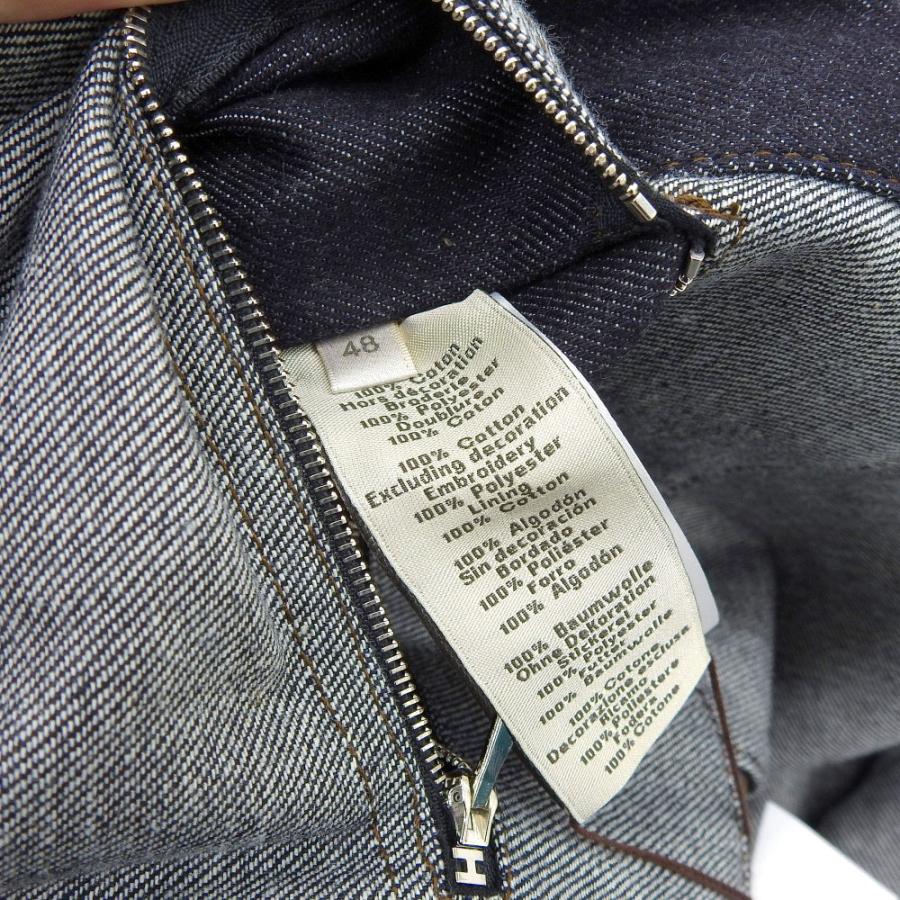 48
100% Coton
Hors décoration
Broderie
100% Polyester
Doublure
100% Coton
100% Cotton
Excluding decoration
Embroidery
100% Polyester
Lining
100% Cotton
100% Algodón
Sin decoración
Bordado
100% Poliéster
Forro
100% Algodón
100% Baumwolle
Ohne Dekoration
Stickerei
100% Polyester
Futter
100% Baumwolle
100% Cotone
Decorazione escluse
Ricamo
100% Poliestere
Fodera
100% Cotone
H